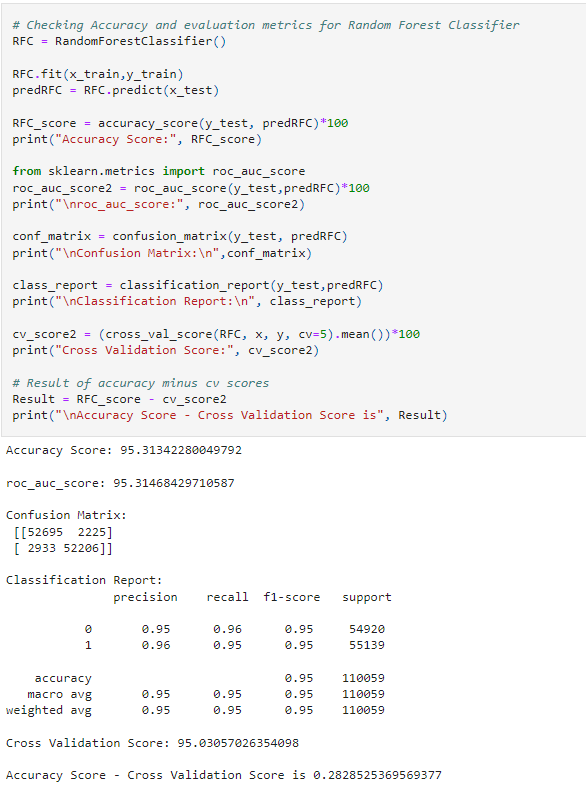 # Checking Accuracy and evaluation metrics for Random Forest Classifier
RFC = RandomForestClassifier()
RFC.fit(x_train,y_train)
predRFC = RFC.predict(x_test)
RFC_score = accuracy_score(y_test, predRFC)*100
print("Accuracy Score:", RFC_score)
from sklearn.metrics import roc_auc_score
roc_auc_score2 = roc_auc_score(y_test,predRFC)*100
print("\nroc_auc_score:", roc_auc_score2)
conf_matrix = confusion_matrix(y_test, predRFC)
print("\nConfusion Matrix:\n",conf_matrix)
class_report = classification_report(y_test,predRFC)
print("\nClassification Report:\n", class_report)
cv_score2 = (cross_val_score(RFC, x, y, cv=5).mean())*100
print("Cross Validation Score:", cv_score2)
# Result of accuracy minus cv scores
Result = RFC_score - cv_score2
print("\nAccuracy Score - Cross Validation Score is", Result)
Accuracy Score: 95.31342280049792
roc_auc_score: 95.31468429710587
Confusion Matrix:
[[52695 2225]
[ 2933 52206]]
Classification Report:
precision recall f1-score support
0 0.95 0.96 0.95 54920
1 0.96 0.95 0.95 55139
accuracy 0.95 110059
macro avg 0.95 0.95 0.95 110059
weighted avg 0.95 0.95 0.95 110059
Cross Validation Score: 95.03057026354098
Accuracy Score - Cross Validation Score is 0.2828525369569377